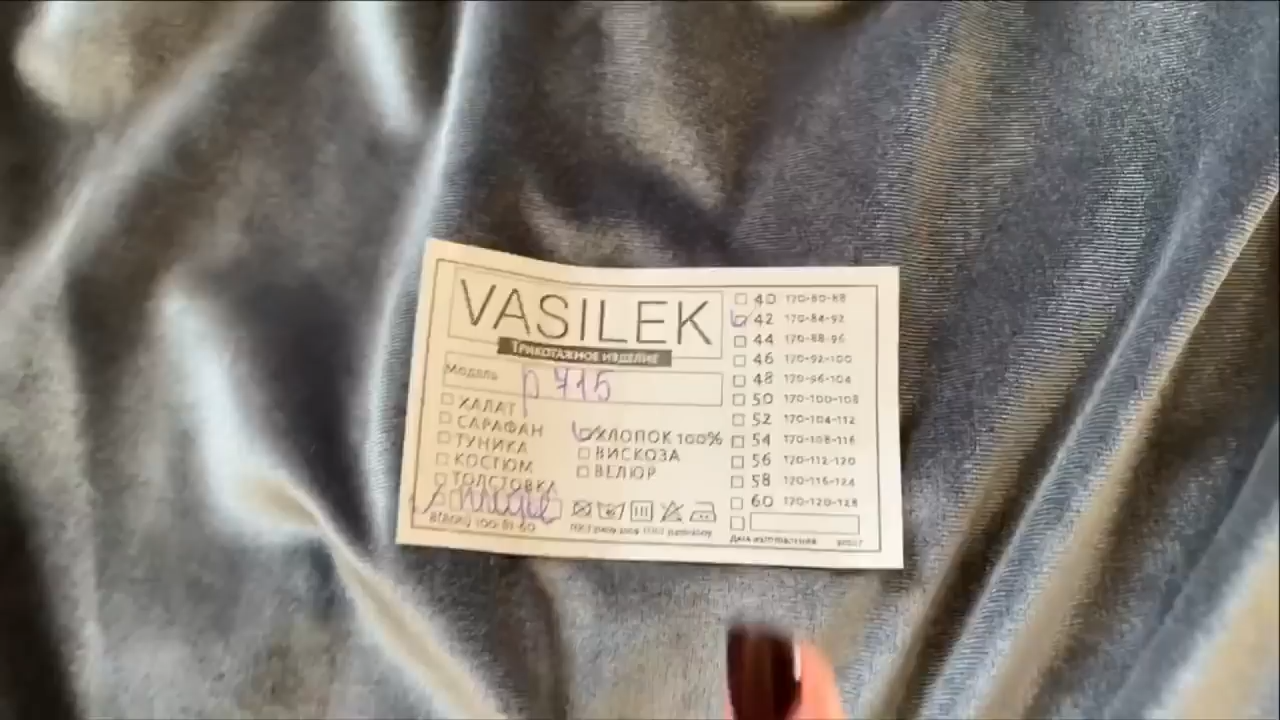 VASILEK
Трикотажное изделие
Модель р 715
ХАЛАТ
САРАФАН
ТУНИКА
КОСТЮМ
ТОЛСТОВКА
ХЛОПОК 100%
ВИСКОЗА
ВЕЛЮР
40 170-80-88
42 170-84-92
44 170-88-96
46 170-92-100
48 170-96-104
50 170-100-108
52 170-104-112
54 170-108-116
56 170-112-120
58 170-116-124
60 170-120-128
Дата изготовления